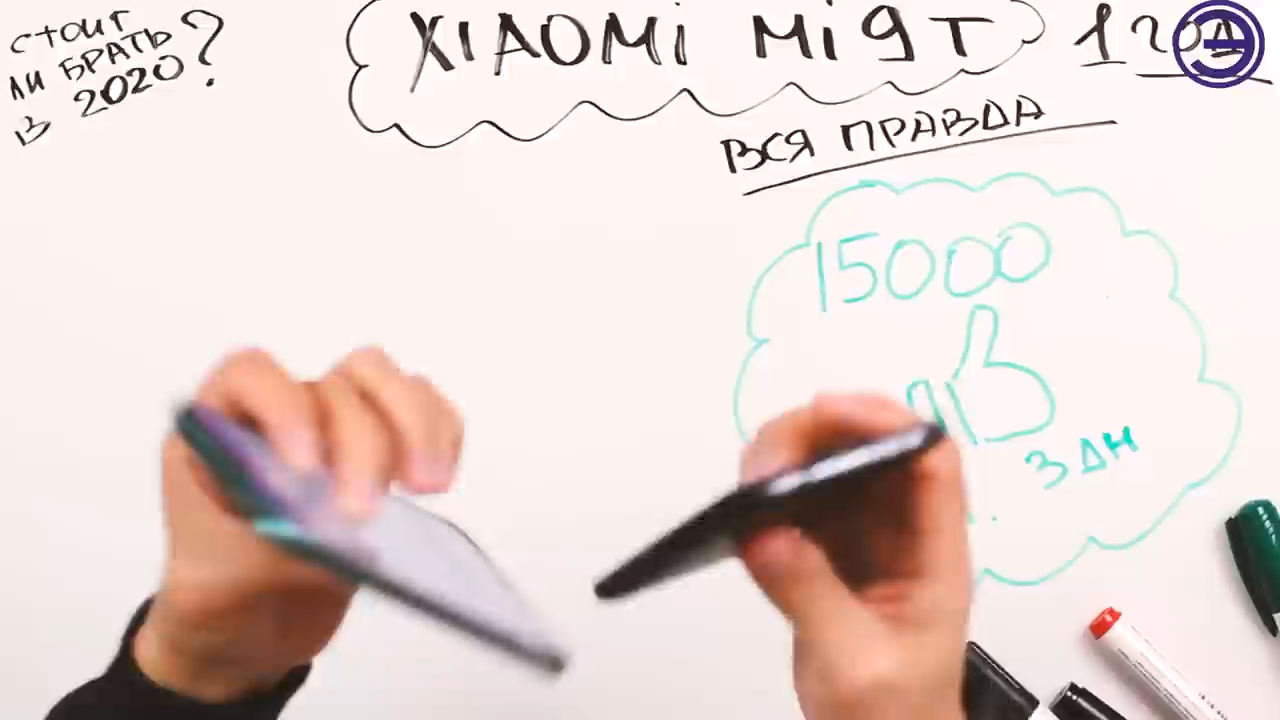 СТОИТ
ЛИ БРАТЬ
В 2020?
XIAOMi Mi9T 1 год
ВСЯ ПРАВДА
15000
3 дн